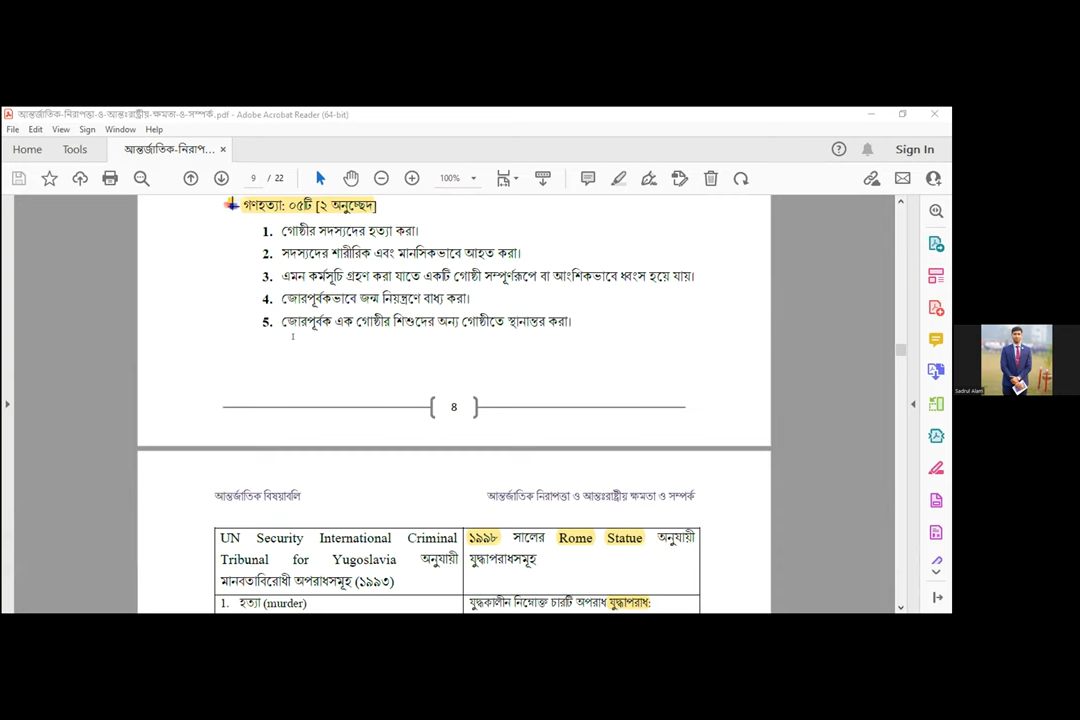 আন্তর্জাতিক-নিরাপত্তা-ও-আন্তঃরাষ্ট্রীয়-ক্ষমতা-ও-সম্পর্ক.pdf - Adobe Acrobat Reader (64-bit)
File Edit View Sign Window Help
Home Tools আন্তর্জাতিক-নিরাপ... × Sign In
9 / 22 100%
গণহত্যা: ০৫টি [২ অনুচ্ছেদ]
1. গোষ্ঠীর সদস্যদের হত্যা করা।
2. সদস্যদের শারীরিক এবং মানসিকভাবে আহত করা।
3. এমন কর্মসূচি গ্রহণ করা যাতে একটি গোষ্ঠী সম্পূর্ণরূপে বা আংশিকভাবে ধ্বংস হয়ে যায়।
4. জোরপূর্বকভাবে জন্ম নিয়ন্ত্রণে বাধ্য করা।
5. জোরপূর্বক এক গোষ্ঠীর শিশুদের অন্য গোষ্ঠীতে স্থানান্তর করা।
Sadrul Alam
8
আন্তর্জাতিক বিষয়াবলি আন্তর্জাতিক নিরাপত্তা ও আন্তঃরাষ্ট্রীয় ক্ষমতা ও সম্পর্ক
UN Security International Criminal
Tribunal for Yugoslavia অনুযায়ী
মানবতাবিরোধী অপরাধসমূহ (১৯৯৩)
১৯৯৮ সালের Rome Statue অনুযায়ী
যুদ্ধাপরাধসমূহ
1. হত্যা (murder)
যুদ্ধকালীন নিম্নোক্ত চারটি অপরাধ যুদ্ধাপরাধ: